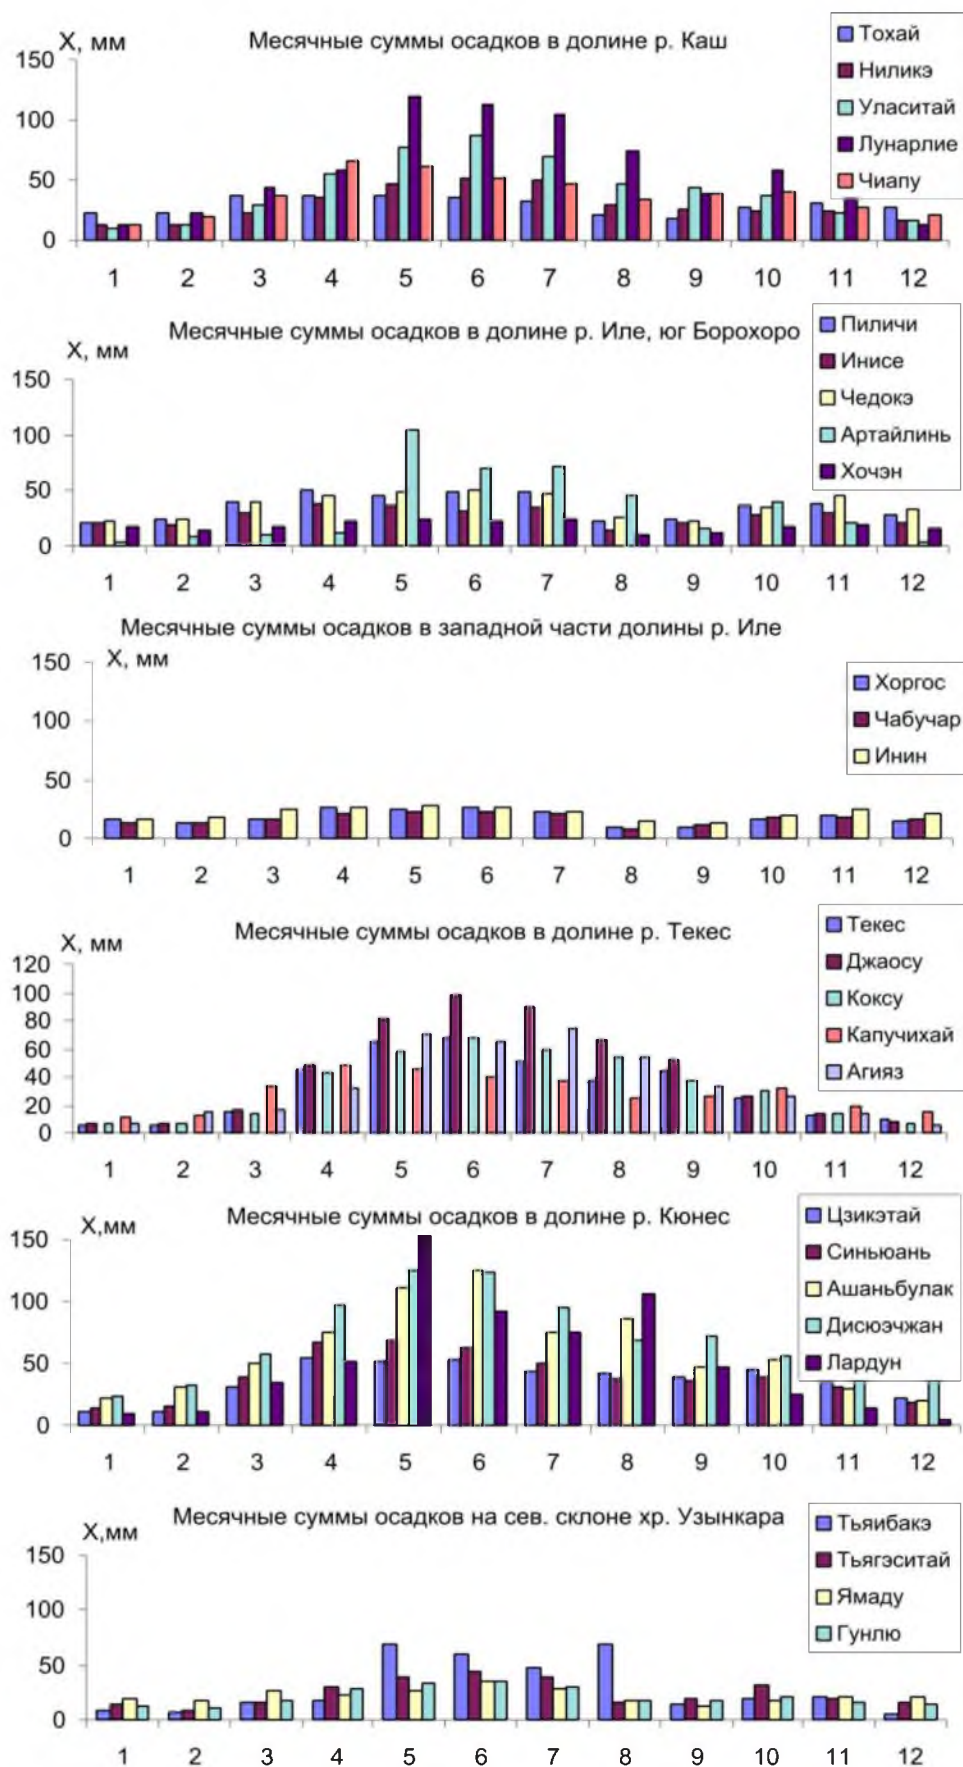 Месячные суммы осадков в долине р. Каш
X, мм
Тохай
Ниликэ
Уласитай
Лунарлие
Чиапу
150
100
50
0
1 2 3 4 5 6 7 8 9 10 11 12
Месячные суммы осадков в долине р. Иле, юг Борохоро
X, мм
Пиличи
Инисе
Чедокэ
Артайлинь
Хочэн
150
100
50
0
1 2 3 4 5 6 7 8 9 10 11 12
Месячные суммы осадков в западной части долины р. Иле
X, мм
Хоргос
Чабучар
Инин
150
100
50
0
1 2 3 4 5 6 7 8 9 10 11 12
Месячные суммы осадков в долине р. Текес
X, мм
Текес
Джаосу
Коксу
Капучихай
Агияз
120
100
80
60
40
20
0
1 2 3 4 5 6 7 8 9 10 11 12
Месячные суммы осадков в долине р. Кюнес
X,мм
Цзикэтай
Синьюань
Ашаньбулак
Дисюэчжан
Лардун
150
100
50
0
1 2 3 4 5 6 7 8 9 10 11 12
Месячные суммы осадков на сев. склоне хр. Узынкара
X,мм
Тьяибакэ
Тьягэситай
Ямаду
Гунлю
150
100
50
0
1 2 3 4 5 6 7 8 9 10 11 12